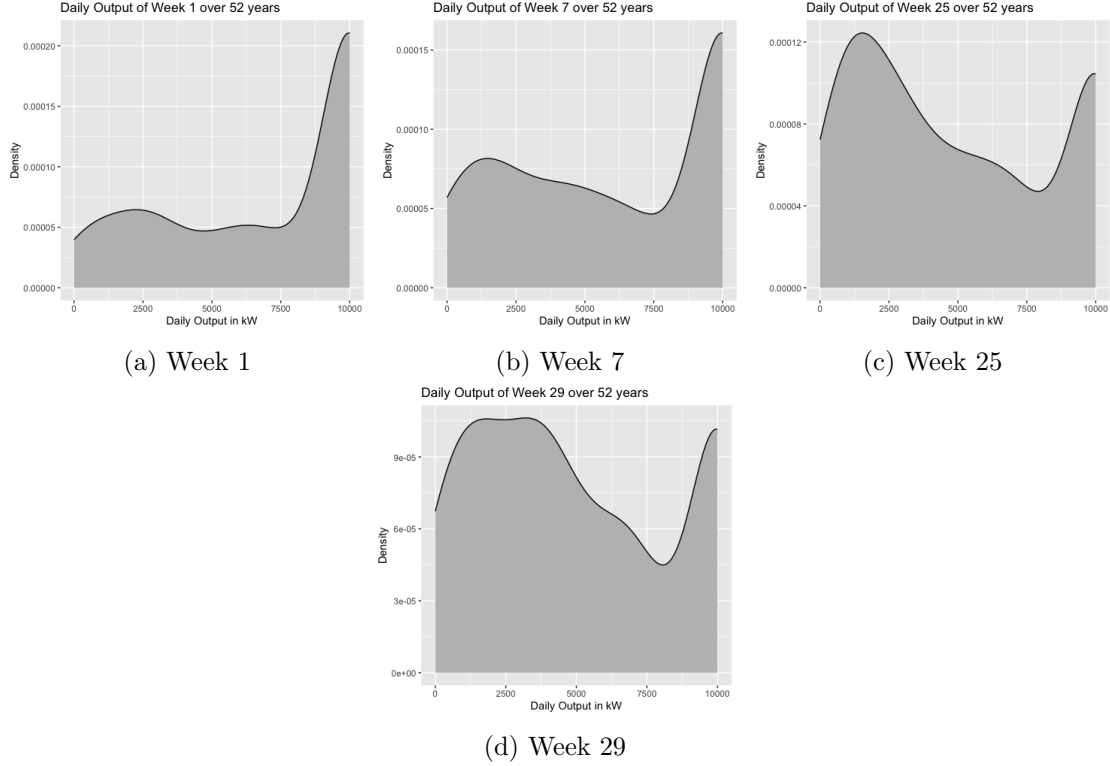 Daily Output of Week 1 over 52 years
Density
0.00020
0.00015
0.00010
0.00005
0.00000
0 2500 5000 7500 10000
Daily Output in kW
(a) Week 1
Daily Output of Week 7 over 52 years
Density
0.00015
0.00010
0.00005
0.00000
0 2500 5000 7500 10000
Daily Output in kW
(b) Week 7
Daily Output of Week 25 over 52 years
Density
0.00012
0.00008
0.00004
0.00000
0 2500 5000 7500 10000
Daily Output in kW
(c) Week 25
Daily Output of Week 29 over 52 years
Density
9e-05
6e-05
3e-05
0e+00
0 2500 5000 7500 10000
Daily Output in kW
(d) Week 29